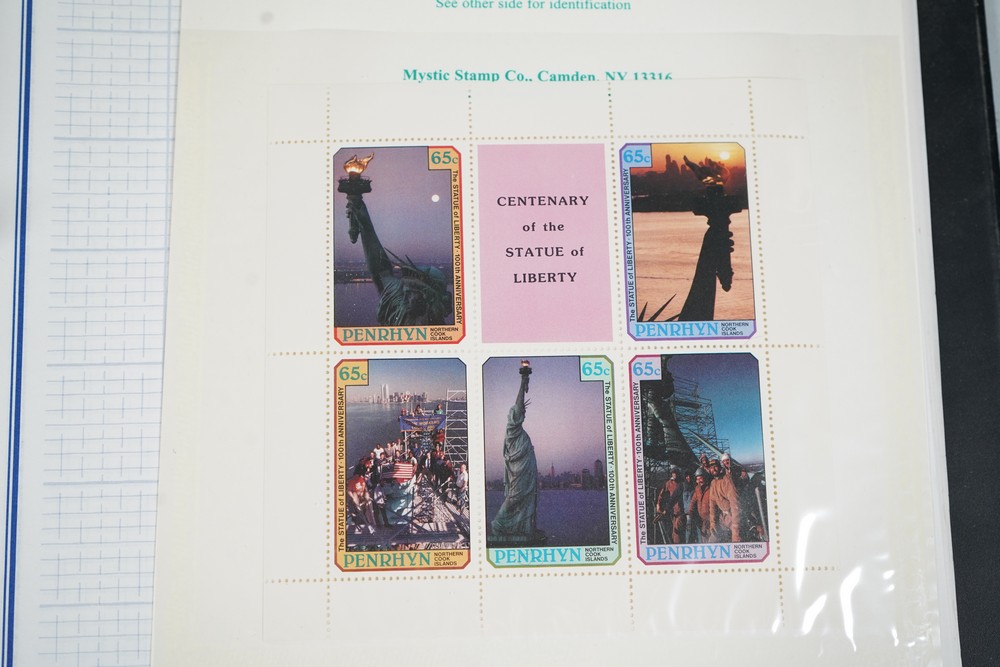 See other side for identification
Mystic Stamp Co., Camden, NY 13316
65c
The STATUE of LIBERTY · 100th ANNIVERSARY
PENRHYN NORTHERN
COOK
ISLANDS
CENTENARY
of the
STATUE of
LIBERTY
65c
The STATUE of LIBERTY · 100th ANNIVERSARY
PENRHYN NORTHERN
COOK
ISLANDS
65c
The STATUE of LIBERTY · 100th ANNIVERSARY
PENRHYN NORTHERN
COOK
ISLANDS
65c
The STATUE of LIBERTY · 100th ANNIVERSARY
PENRHYN NORTHERN
COOK
ISLANDS
65c
The STATUE of LIBERTY · 100th ANNIVERSARY
PENRHYN NORTHERN
COOK
ISLANDS